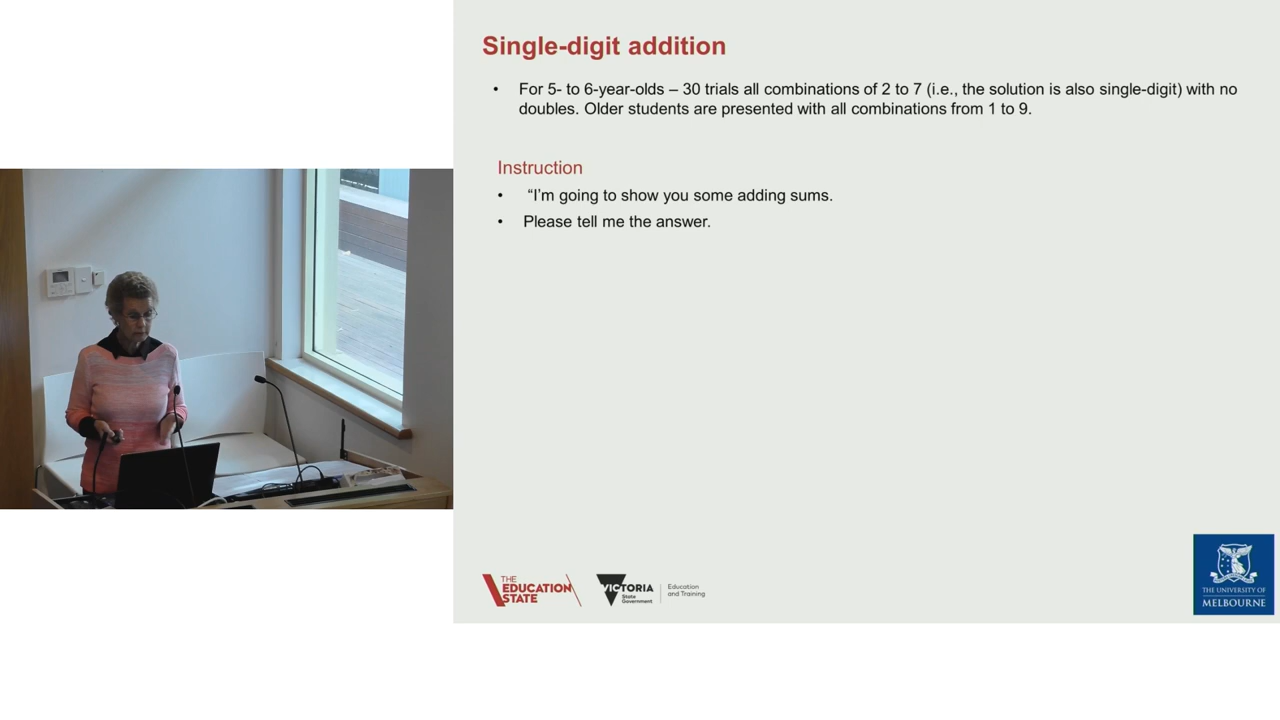 Single-digit addition
• For 5- to 6-year-olds – 30 trials all combinations of 2 to 7 (i.e., the solution is also single-digit) with no
doubles. Older students are presented with all combinations from 1 to 9.
Instruction
• “I’m going to show you some adding sums.
• Please tell me the answer.
THE
EDUCATION
STATE
VICTORIA
State
Government
Education
and Training
THE UNIVERSITY OF
MELBOURNE